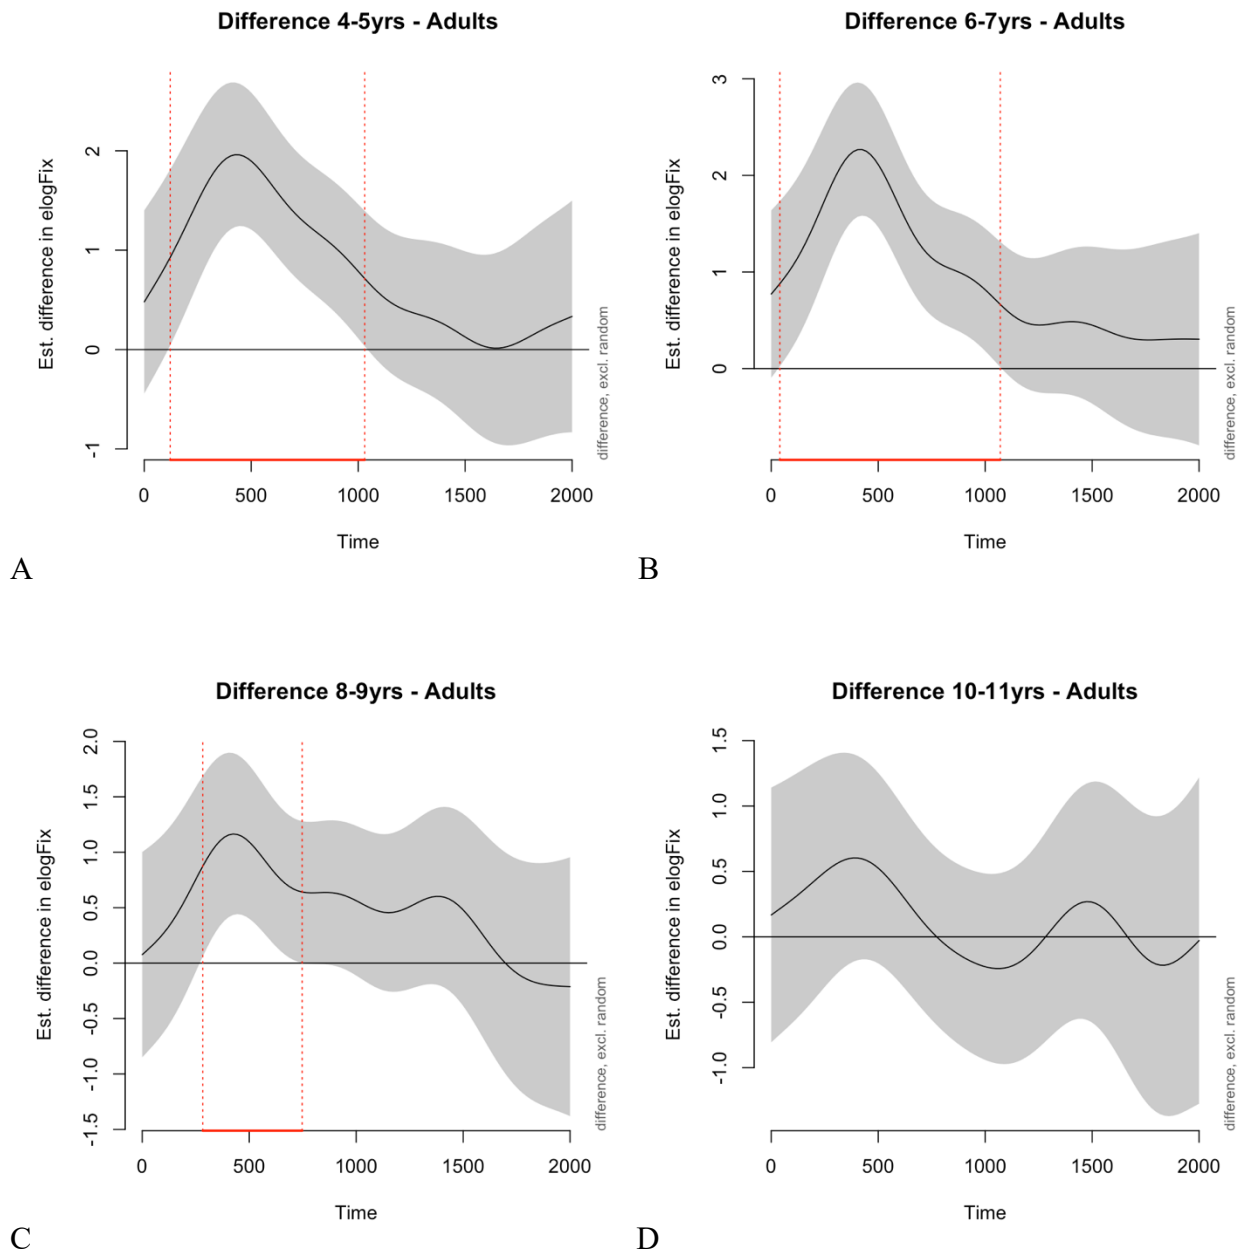 Difference 4-5yrs - Adults
Est. difference in elogFix
2
1
0
-1
0 500 1000 1500 2000
Time
difference, excl. random
A
Difference 6-7yrs - Adults
Est. difference in elogFix
3
2
1
0
0 500 1000 1500 2000
Time
difference, excl. random
B
Difference 8-9yrs - Adults
Est. difference in elogFix
2.0
1.5
1.0
0.5
0.0
-0.5
-1.0
-1.5
0 500 1000 1500 2000
Time
difference, excl. random
C
Difference 10-11yrs - Adults
Est. difference in elogFix
1.5
1.0
0.5
0.0
-0.5
-1.0
0 500 1000 1500 2000
Time
difference, excl. random
D